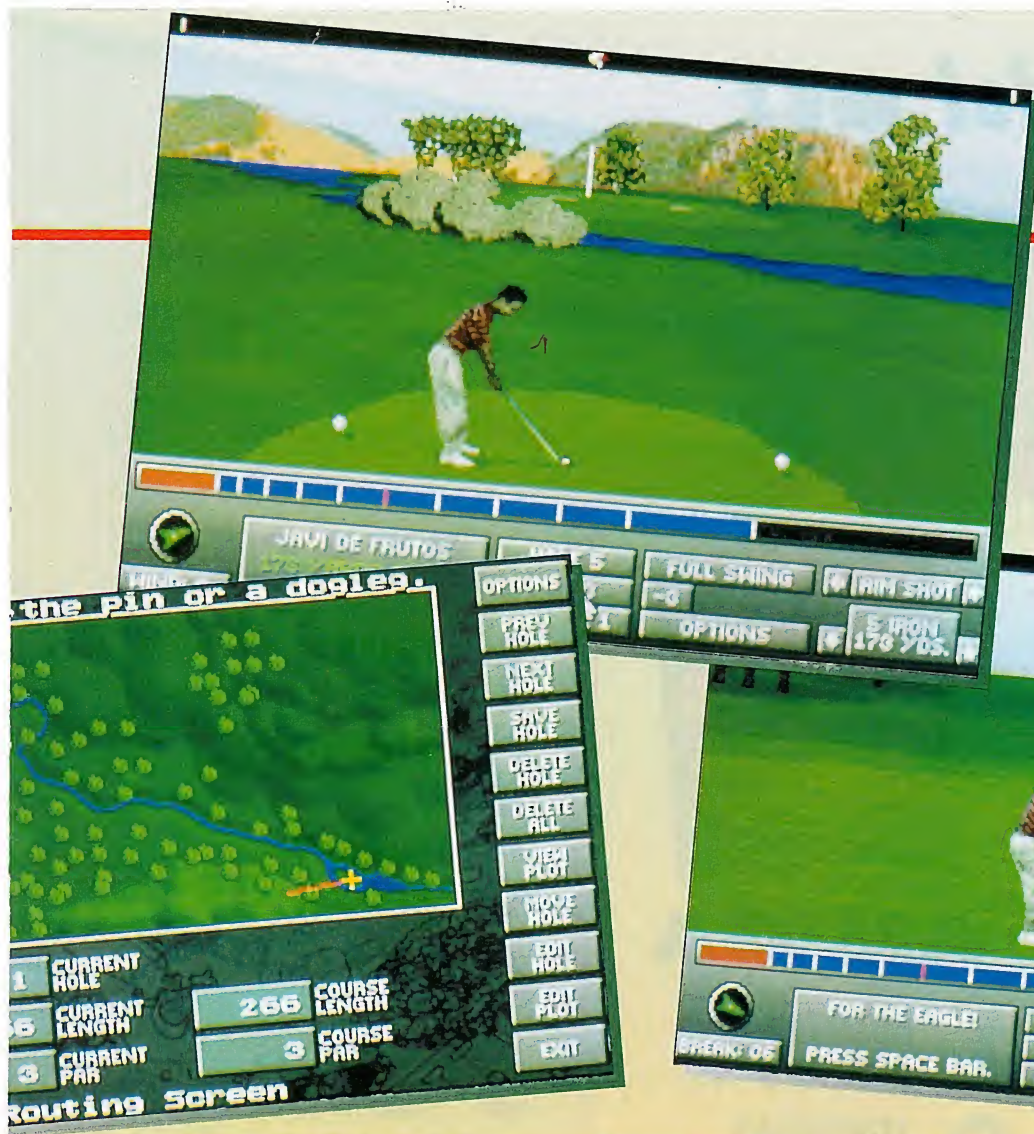 JAVI DE FRUTOS
FULL SWING
AIM SHOT
OPTIONS
5 IRON
173 YDS.
the pin or a dogleg.
OPTIONS
PREV
HOLE
NEXT
HOLE
SAVE
HOLE
DELETE
HOLE
DELETE
ALL
VIEW
PLOT
MOVE
HOLE
EDIT
HOLE
EDIT
PLOT
EXIT
1 CURRENT
HOLE
CURRENT
LENGTH
266 COURSE
LENGTH
3 CURRENT
PAR
3 COURSE
PAR
Routing Screen
FOR THE EAGLE!
PRESS SPACE BAR.
BREAK: 06